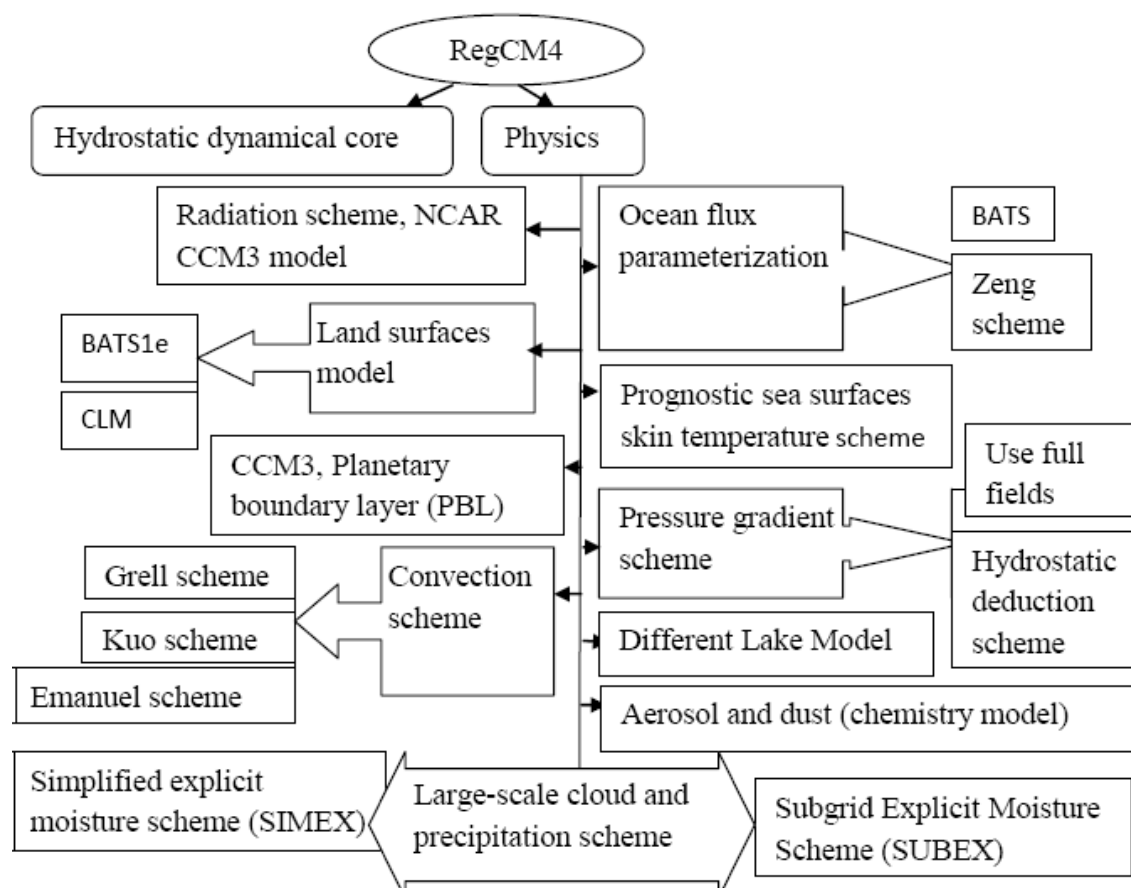 RegCM4
Hydrostatic dynamical core
Physics
Radiation scheme, NCAR
CCM3 model
Ocean flux
parameterization
BATS
Zeng
scheme
Land surfaces
model
BATS1e
CLM
Prognostic sea surfaces
skin temperature scheme
CCM3, Planetary
boundary layer (PBL)
Use full
fields
Pressure gradient
scheme
Hydrostatic
deduction
scheme
Convection
scheme
Grell scheme
Kuo scheme
Emanuel scheme
Different Lake Model
Aerosol and dust (chemistry model)
Simplified explicit
moisture scheme (SIMEX)
Large-scale cloud and
precipitation scheme
Subgrid Explicit Moisture
Scheme (SUBEX)